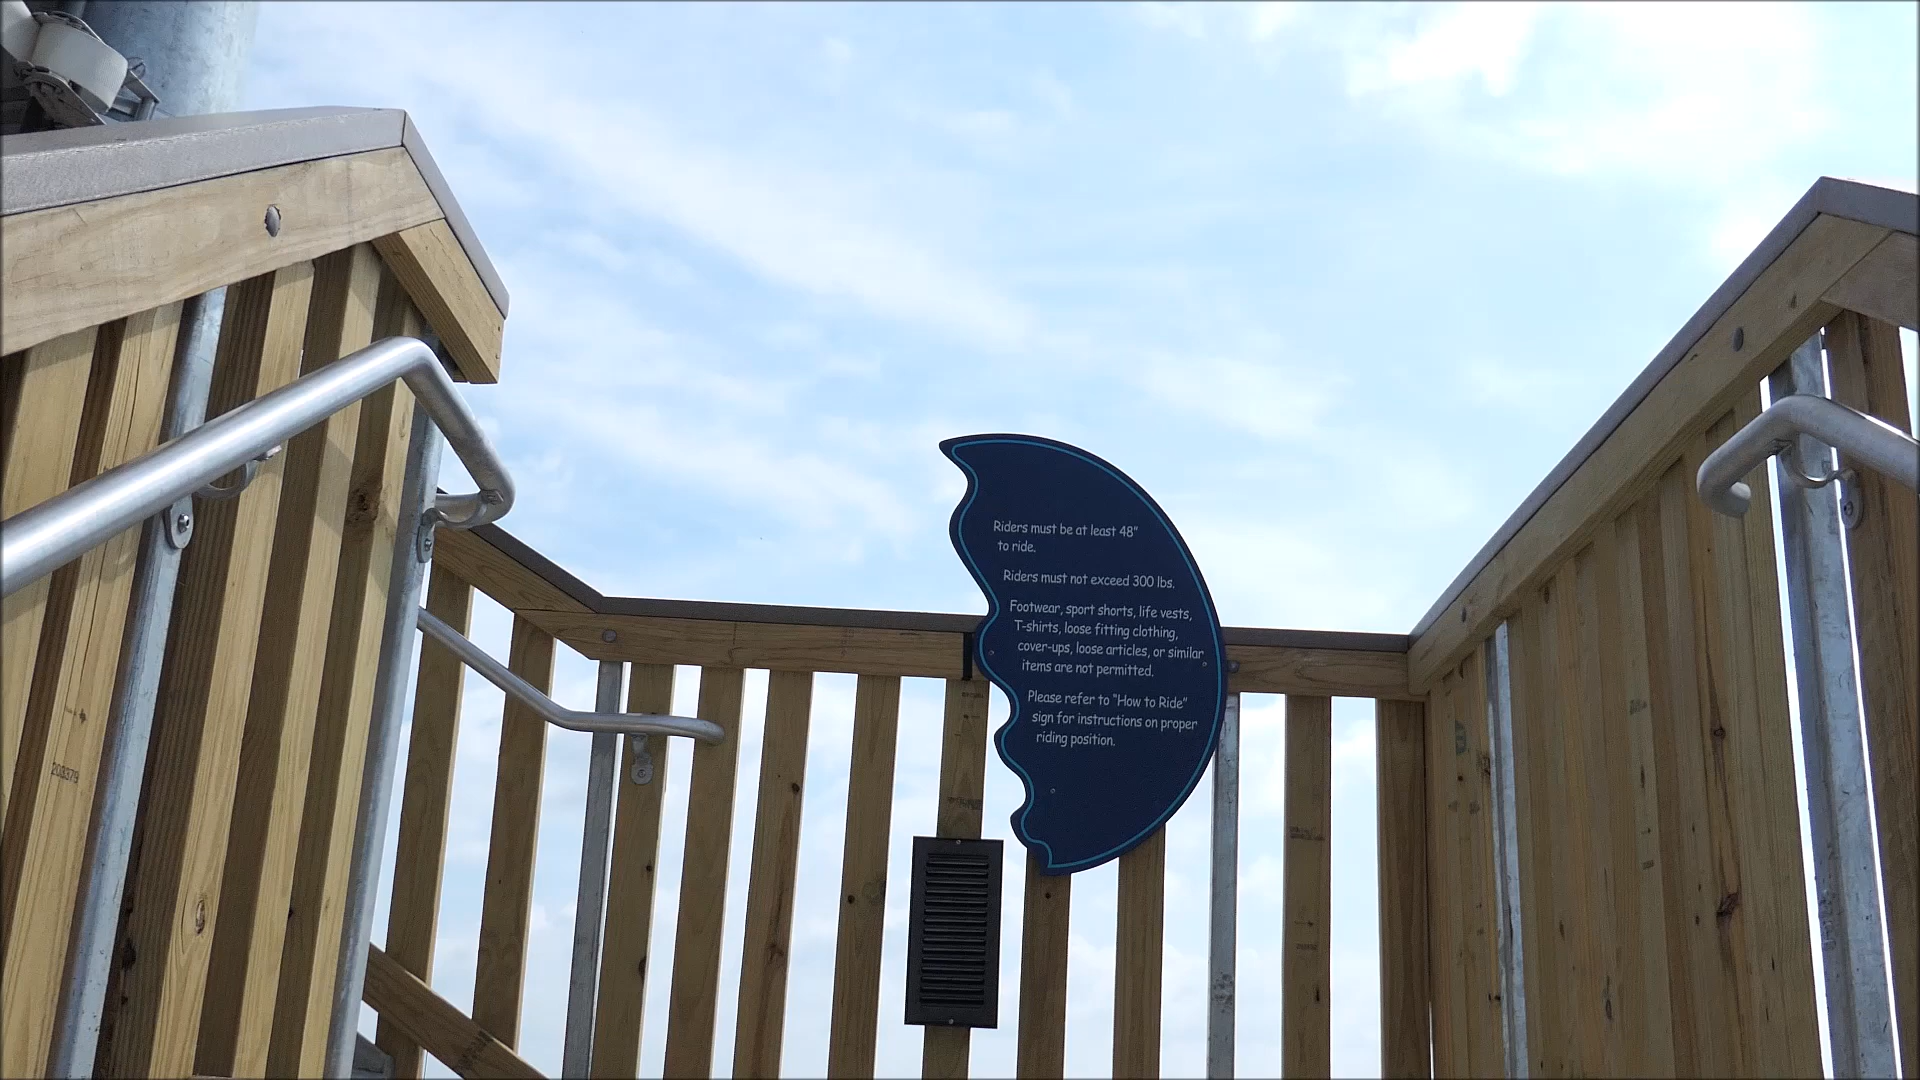 Riders must be at least 48"
to ride.
Riders must not exceed 300 lbs.
Footwear, sport shorts, life vests,
T-shirts, loose fitting clothing,
cover-ups, loose articles, or similar
items are not permitted.
Please refer to "How to Ride"
sign for instructions on proper
riding position.
208379